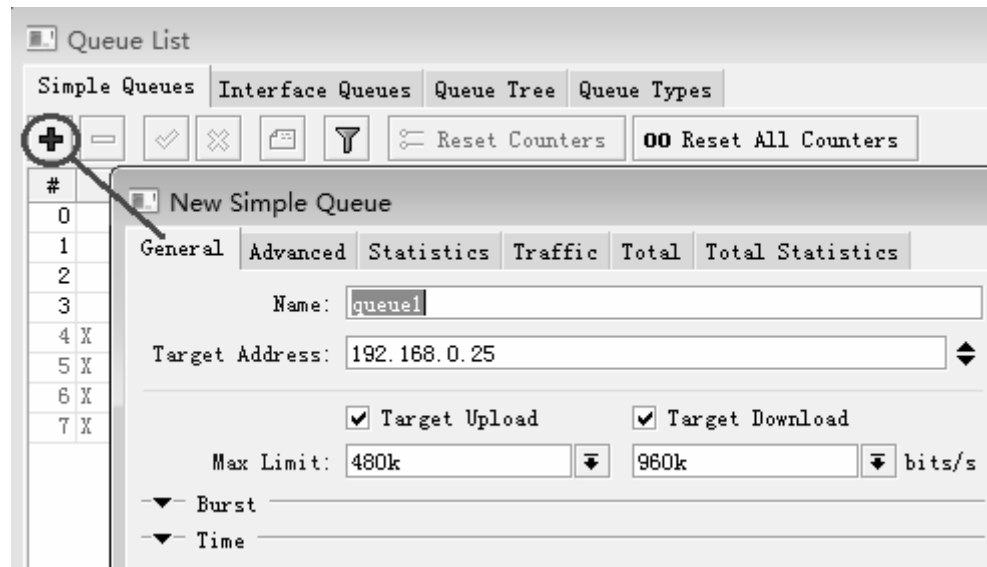 Queue List
Simple Queues Interface Queues Queue Tree Queue Types
Reset Counters 00 Reset All Counters
#
0
1
2
3
4 X
5 X
6 X
7 X
New Simple Queue
General Advanced Statistics Traffic Total Total Statistics
Name: queue1
Target Address: 192.168.0.25
Target Upload Target Download
Max Limit: 480k 960k bits/s
Burst
Time